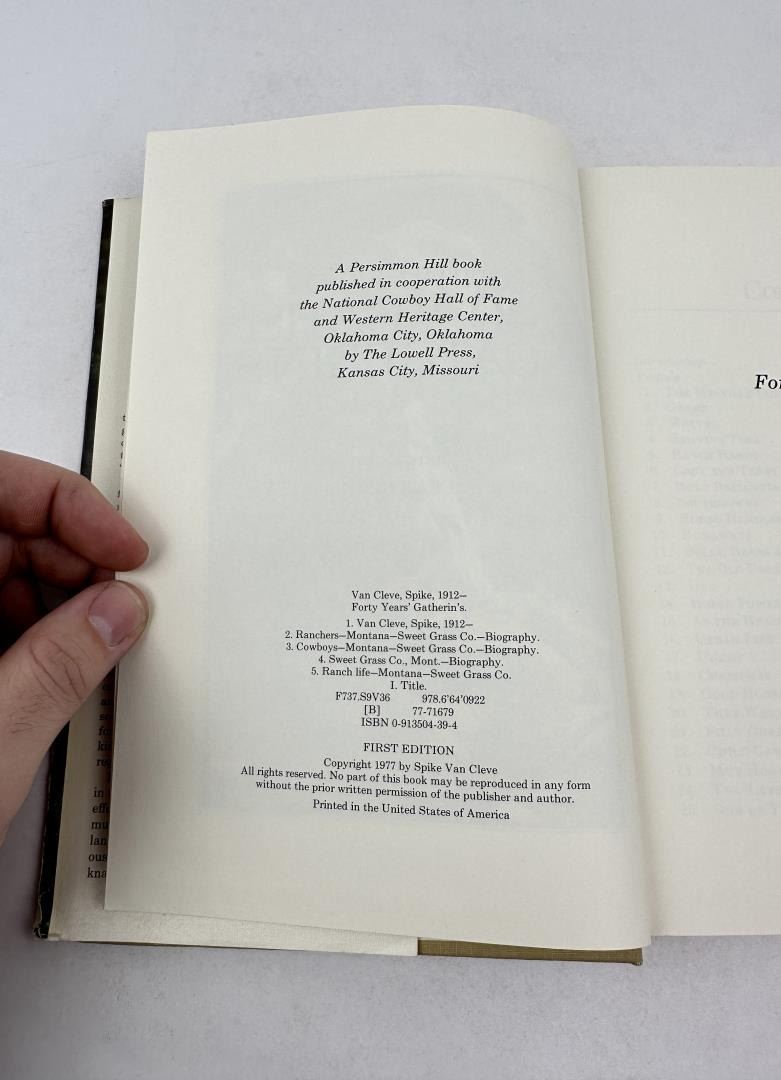 A Persimmon Hill book
published in cooperation with
the National Cowboy Hall of Fame
and Western Heritage Center,
Oklahoma City, Oklahoma
by The Lowell Press,
Kansas City, Missouri
Van Cleve, Spike, 1912—
Forty Years' Gatherin's.
1. Van Cleve, Spike, 1912—
2. Ranchers—Montana—Sweet Grass Co.—Biography.
3. Cowboys—Montana—Sweet Grass Co.—Biography.
4. Sweet Grass Co., Mont.—Biography.
5. Ranch life—Montana—Sweet Grass Co.
I. Title.
F737.S9V36 978.6'64'0922
[B] 77-71679
ISBN 0-913504-39-4
FIRST EDITION
Copyright 1977 by Spike Van Cleve
All rights reserved. No part of this book may be reproduced in any form
without the prior written permission of the publisher and author.
Printed in the United States of America